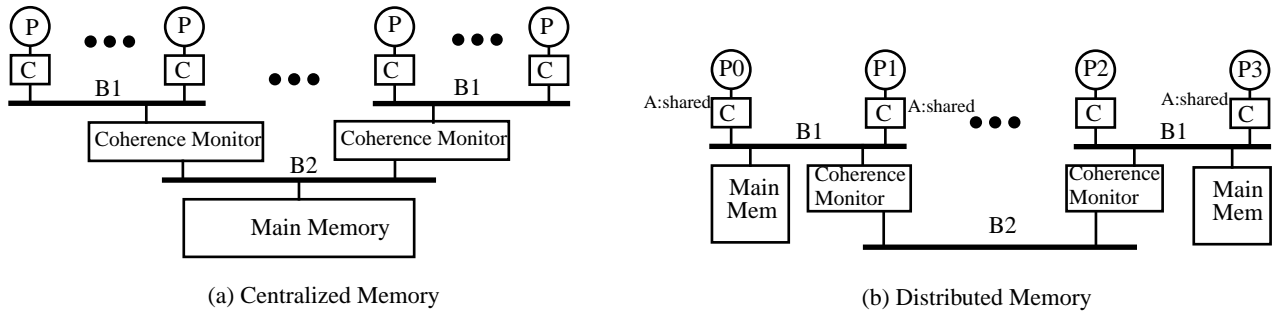 P P P P
C C C C
B1 B1
Coherence Monitor Coherence Monitor
B2
Main Memory
(a) Centralized Memory
P0 P1 P2 P3
A:shared C C A:shared C A:shared C
B1 B1
Main
Mem
Coherence
Monitor
Coherence
Monitor
Main
Mem
B2
(b) Distributed Memory